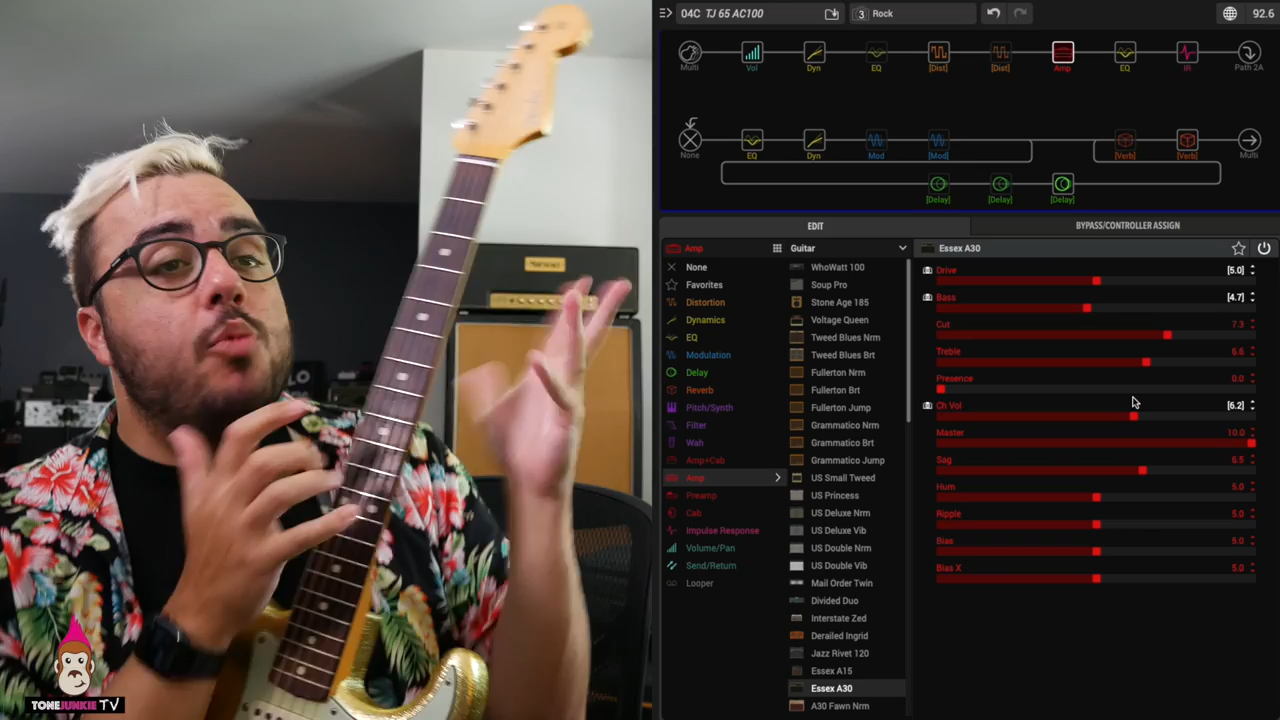 04C TJ 65 AC100
3 Rock
92.6
Multi Vol Dyn EQ [Dist] [Dist] Amp EQ IR Path 2A
None EQ Dyn Mod [Mod] [Verb] [Verb] Multi
[Delay] [Delay] [Delay]
EDIT
BYPASS/CONTROLLER ASSIGN
Amp
None
Favorites
Distortion
Dynamics
EQ
Modulation
Delay
Reverb
Pitch/Synth
Filter
Wah
Amp+Cab
Amp
Preamp
Cab
Impulse Response
Volume/Pan
Send/Return
Looper
Guitar
WhoWatt 100
Soup Pro
Stone Age 185
Voltage Queen
Tweed Blues Nrm
Tweed Blues Brt
Fullerton Nrm
Fullerton Brt
Fullerton Jump
Grammatico Nrm
Grammatico Brt
Grammatico Jump
US Small Tweed
US Princess
US Deluxe Nrm
US Deluxe Vib
US Double Nrm
US Double Vib
Mail Order Twin
Divided Duo
Interstate Zed
Derailed Ingrid
Jazz Rivet 120
Essex A15
Essex A30
A30 Fawn Nrm
Essex A30
Drive [5.0]
Bass [4.7]
Cut 7.3
Treble 6.6
Presence 0.0
Ch Vol [6.2]
Master 10.0
Sag 6.5
Hum 5.0
Ripple 5.0
Bias 5.0
Bias X 5.0
TONEJUNKIE TV